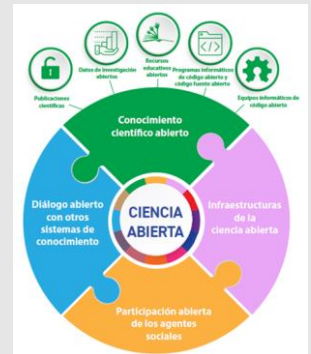 Publicaciones
científicas
Datos de investigación
abiertos
Recursos
educativos
abiertos
Programas informáticos
de código abierto y
código fuente abierto
Equipos informáticos de
código abierto
Conocimiento
científico abierto
Diálogo abierto
con otros
sistemas de
conocimiento
CIENCIA
ABIERTA
Infraestructuras
de la
ciencia abierta
Participación abierta
de los agentes
sociales